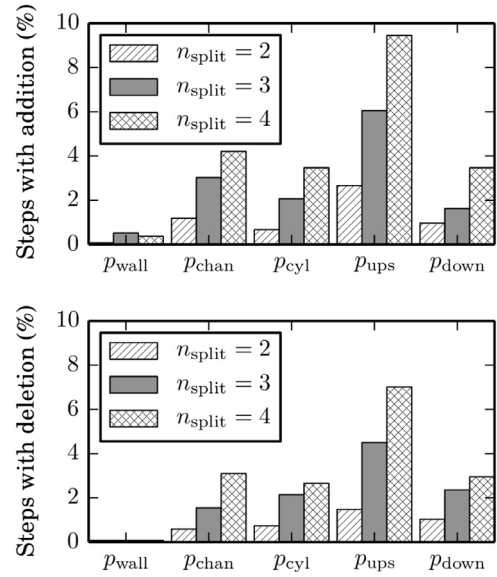 Steps with addition (%)
10
8
6
4
2
0
n_split = 2
n_split = 3
n_split = 4
p_wall p_chan p_cyl p_ups p_down
Steps with deletion (%)
10
8
6
4
2
0
n_split = 2
n_split = 3
n_split = 4
p_wall p_chan p_cyl p_ups p_down